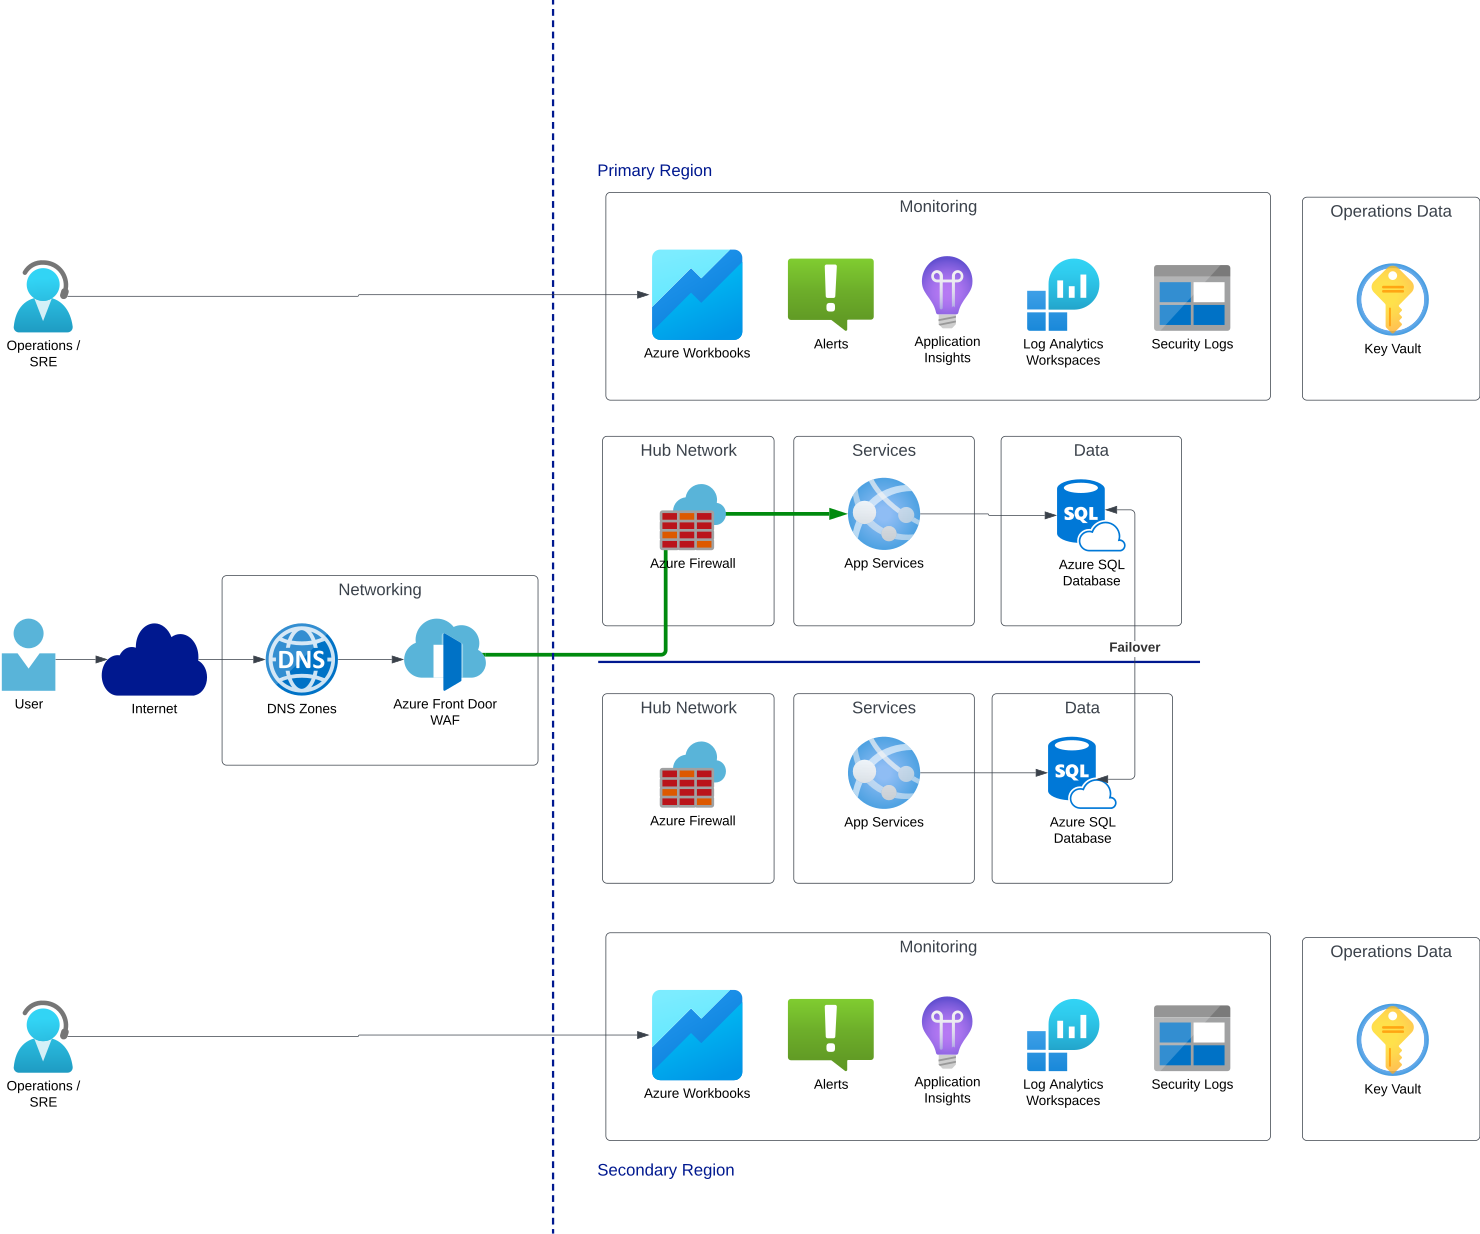 Primary Region
Monitoring
Operations Data
Operations /
SRE
Azure Workbooks
Alerts
Application
Insights
Log Analytics
Workspaces
Security Logs
Key Vault
Hub Network
Services
Data
SQL
Azure Firewall
App Services
Azure SQL
Database
Networking
DNS
User
Internet
DNS Zones
Azure Front Door
WAF
Failover
Hub Network
Services
Data
SQL
Azure Firewall
App Services
Azure SQL
Database
Monitoring
Operations Data
Operations /
SRE
Azure Workbooks
Alerts
Application
Insights
Log Analytics
Workspaces
Security Logs
Key Vault
Secondary Region